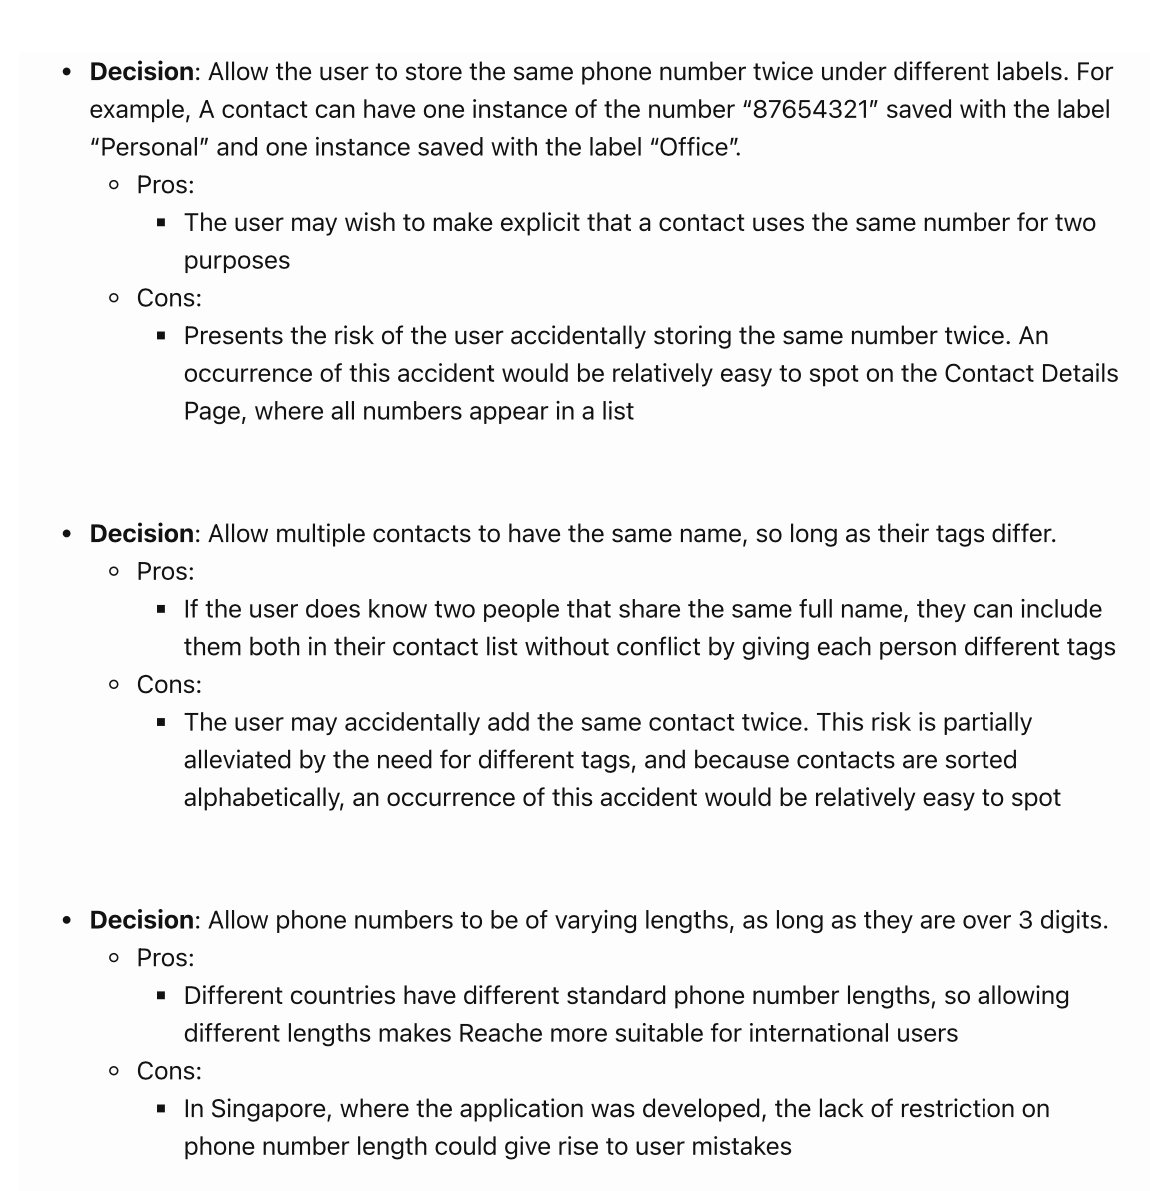 • Decision: Allow the user to store the same phone number twice under different labels. For
example, A contact can have one instance of the number “87654321” saved with the label
“Personal” and one instance saved with the label “Office”.
◦ Pros:
▪ The user may wish to make explicit that a contact uses the same number for two
purposes
◦ Cons:
▪ Presents the risk of the user accidentally storing the same number twice. An
occurrence of this accident would be relatively easy to spot on the Contact Details
Page, where all numbers appear in a list
• Decision: Allow multiple contacts to have the same name, so long as their tags differ.
◦ Pros:
▪ If the user does know two people that share the same full name, they can include
them both in their contact list without conflict by giving each person different tags
◦ Cons:
▪ The user may accidentally add the same contact twice. This risk is partially
alleviated by the need for different tags, and because contacts are sorted
alphabetically, an occurrence of this accident would be relatively easy to spot
• Decision: Allow phone numbers to be of varying lengths, as long as they are over 3 digits.
◦ Pros:
▪ Different countries have different standard phone number lengths, so allowing
different lengths makes Reache more suitable for international users
◦ Cons:
▪ In Singapore, where the application was developed, the lack of restriction on
phone number length could give rise to user mistakes